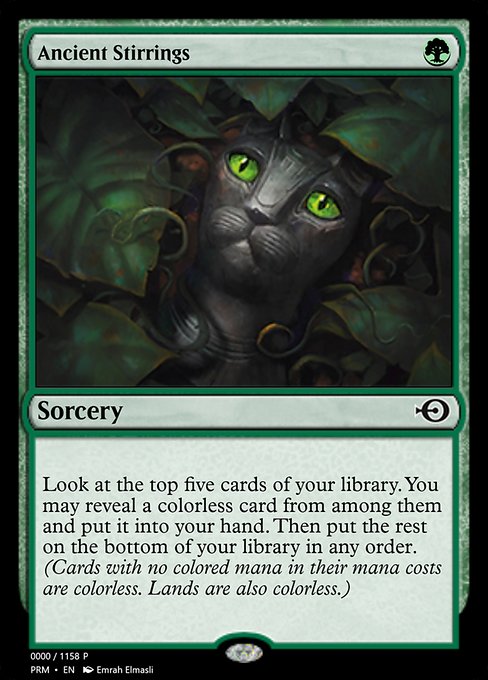 Ancient Stirrings
Sorcery
Look at the top five cards of your library. You
may reveal a colorless card from among them
and put it into your hand. Then put the rest
on the bottom of your library in any order.
(Cards with no colored mana in their mana costs
are colorless. Lands are also colorless.)
0000 / 1158 P
PRM • EN Emrah Elmasli